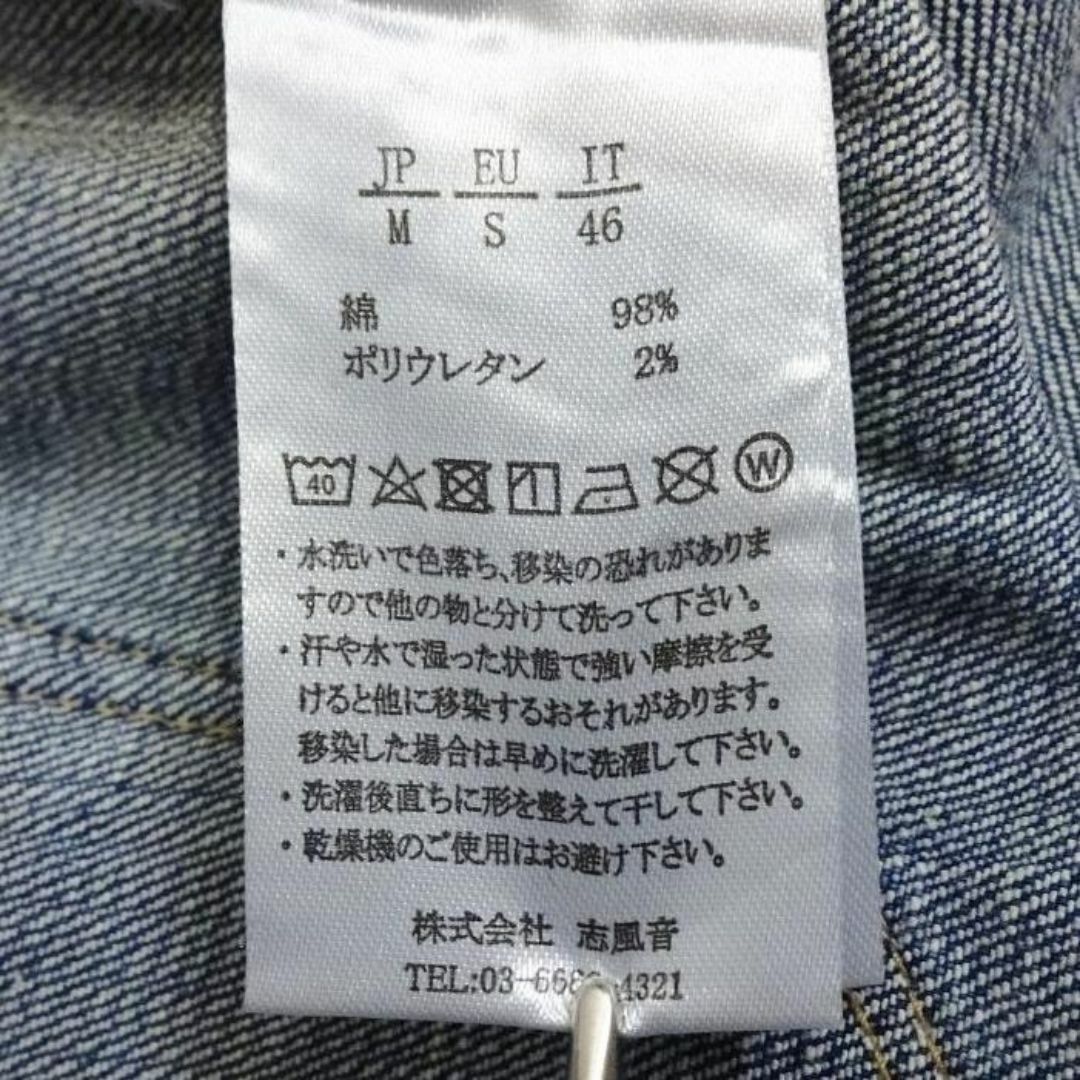 JP EU IT
M S 46
綿 98%
ポリウレタン 2%
40 W
・水洗いで色落ち、移染の恐れがありま
すので他の物と分けて洗って下さい。
・汗や水で湿った状態で強い摩擦を受
けると他に移染するおそれがあります。
移染した場合は早めに洗濯して下さい。
・洗濯後直ちに形を整えて干して下さい。
・乾燥機のご使用はお避け下さい。
株式会社 志風音
TEL:03-668 4321